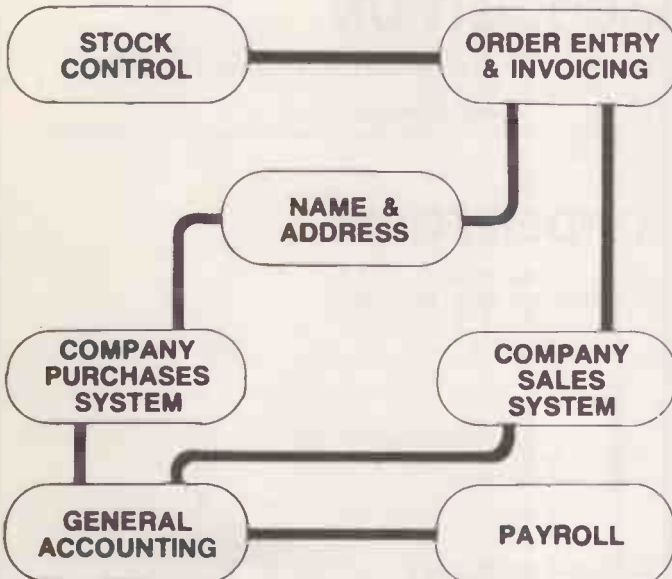 STOCK
CONTROL
ORDER ENTRY
& INVOICING
NAME &
ADDRESS
COMPANY
PURCHASES
SYSTEM
COMPANY
SALES
SYSTEM
GENERAL
ACCOUNTING
PAYROLL